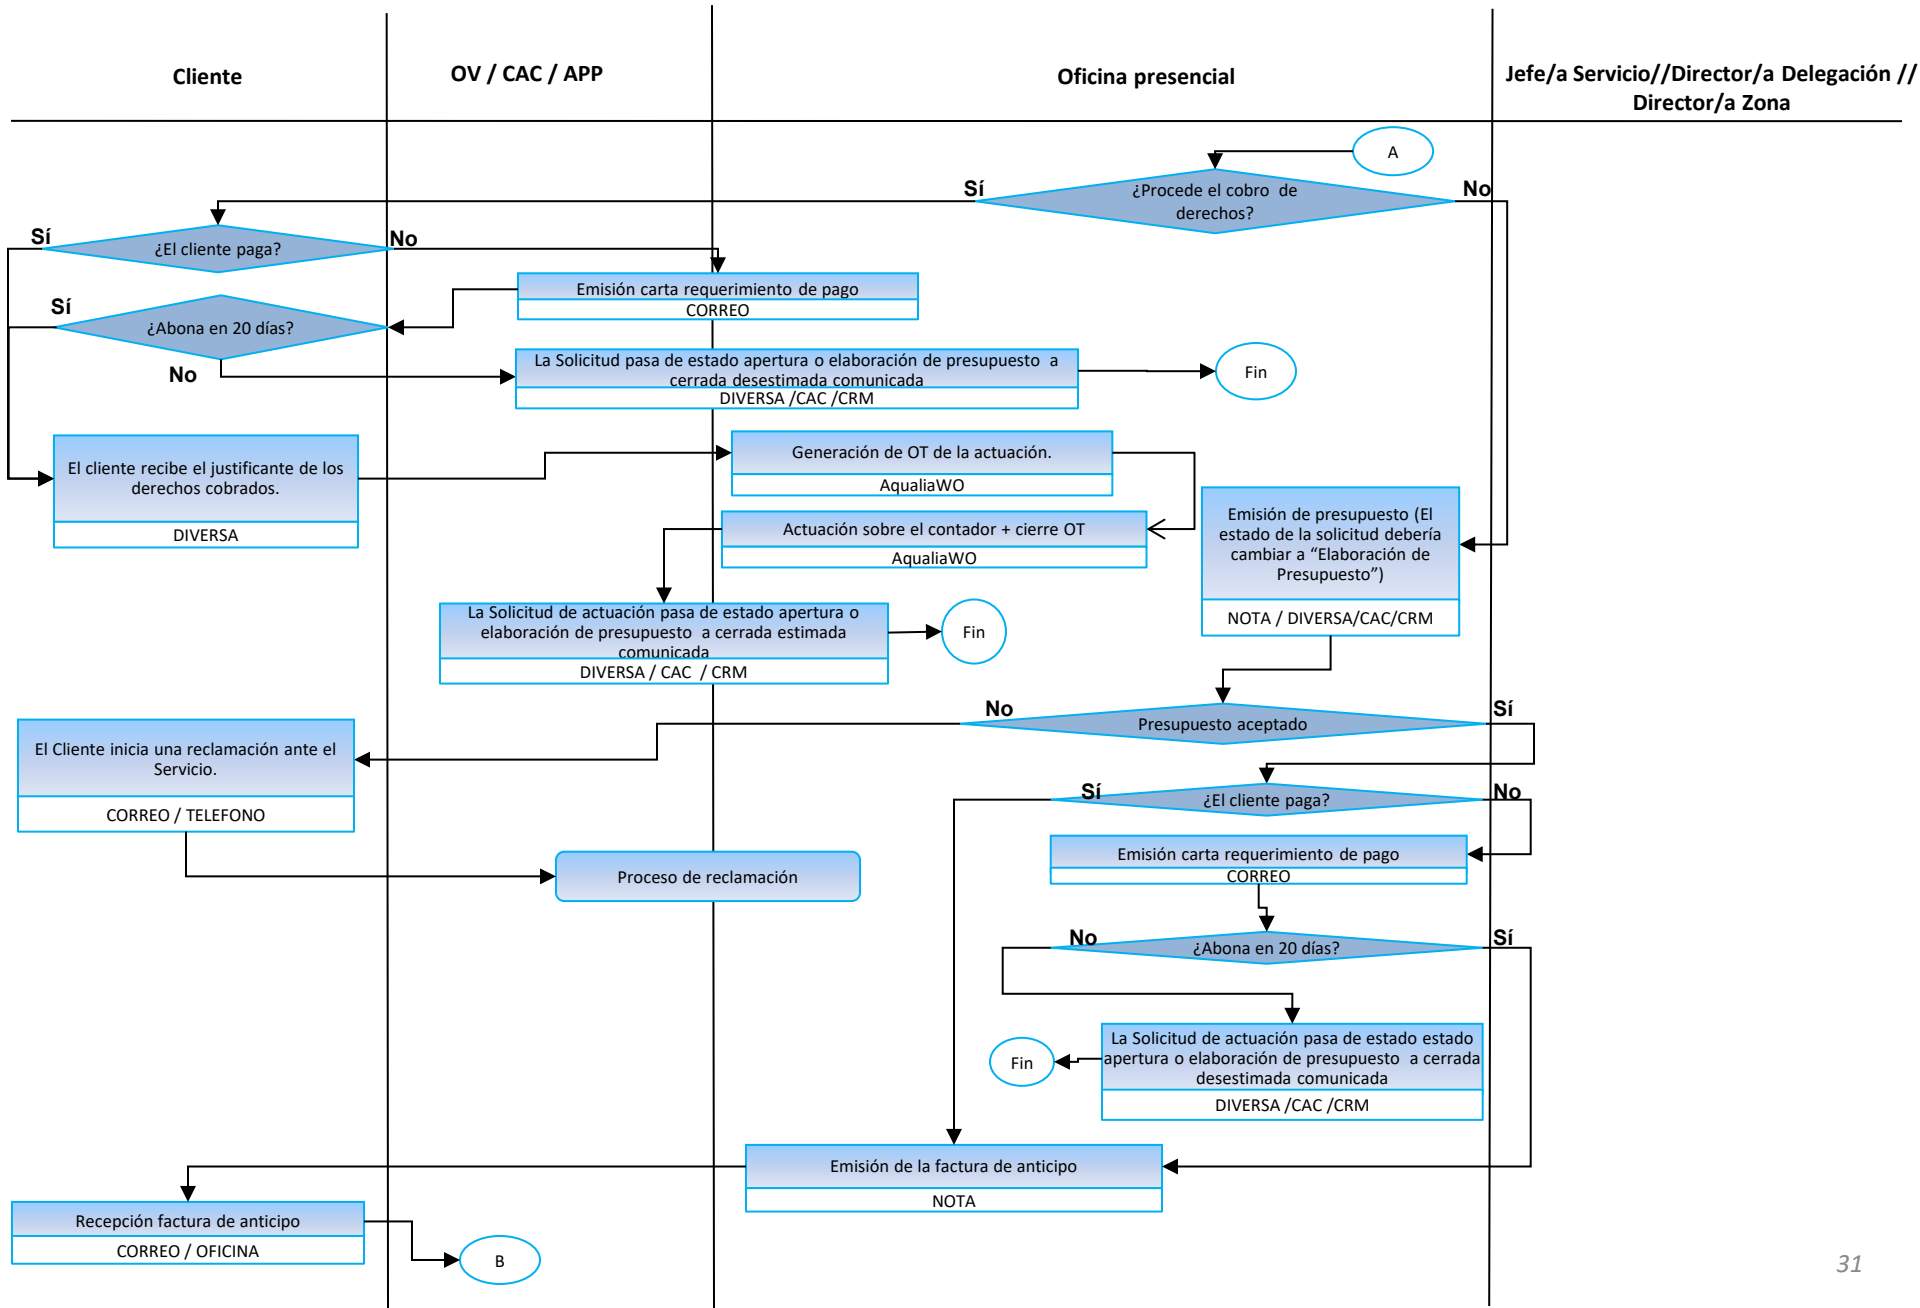 Cliente
OV / CAC / APP
Oficina presencial
Jefe/a Servicio//Director/a Delegación //
Director/a Zona
A
¿Procede el cobro de
derechos?
Sí
No
¿El cliente paga?
Sí
No
Emisión carta requerimiento de pago
CORREO
¿Abona en 20 días?
Sí
No
La Solicitud pasa de estado apertura o elaboración de presupuesto a
cerrada desestimada comunicada
DIVERSA /CAC /CRM
Fin
El cliente recibe el justificante de los
derechos cobrados.
DIVERSA
Generación de OT de la actuación.
AqualiaWO
Actuación sobre el contador + cierre OT
AqualiaWO
Emisión de presupuesto (El
estado de la solicitud debería
cambiar a “Elaboración de
Presupuesto”)
NOTA / DIVERSA/CAC/CRM
La Solicitud de actuación pasa de estado apertura o
elaboración de presupuesto a cerrada estimada
comunicada
DIVERSA / CAC / CRM
Fin
Presupuesto aceptado
No
Sí
El Cliente inicia una reclamación ante el
Servicio.
CORREO / TELEFONO
¿El cliente paga?
Sí
No
Emisión carta requerimiento de pago
CORREO
Proceso de reclamación
¿Abona en 20 días?
No
Sí
La Solicitud de actuación pasa de estado estado
apertura o elaboración de presupuesto a cerrada
desestimada comunicada
DIVERSA /CAC /CRM
Fin
Emisión de la factura de anticipo
NOTA
Recepción factura de anticipo
CORREO / OFICINA
B
31